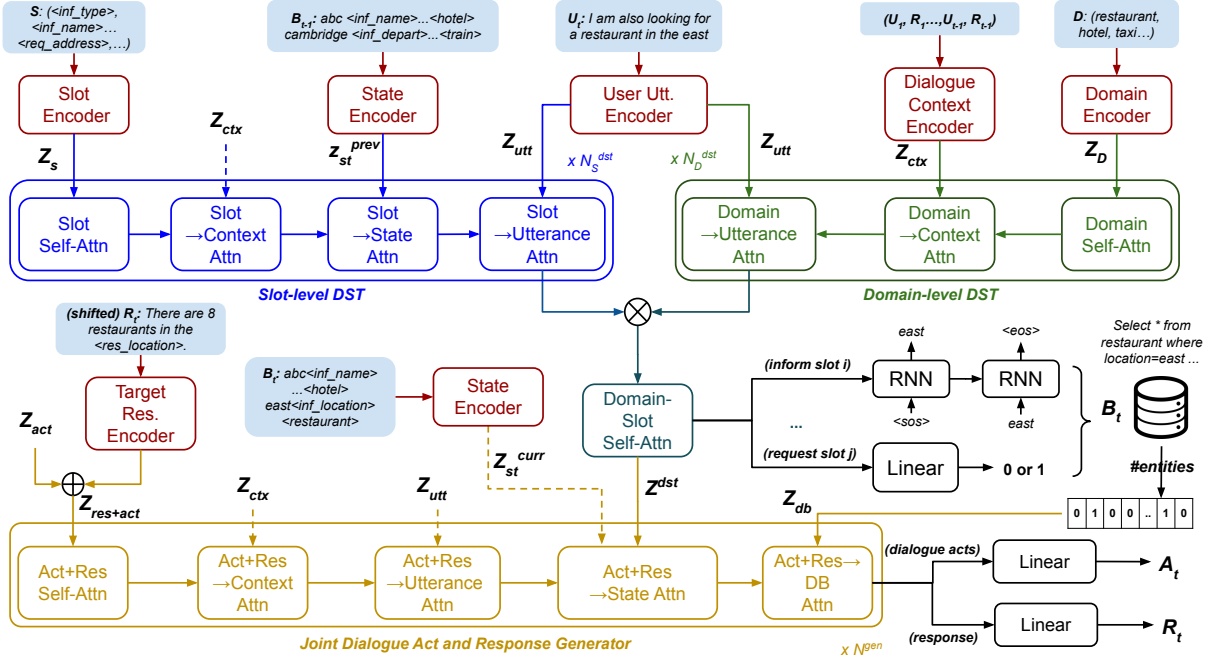 S: (<inf_type>,
<inf_name>…
<req_address>,…)
B_{t-1}: abc <inf_name>...<hotel>
cambridge <inf_depart>...<train>
U_t: I am also looking for
a restaurant in the east
(U_1, R_1…,U_{t-1}, R_{t-1})
D: (restaurant,
hotel, taxi…)
Slot
Encoder
State
Encoder
User Utt.
Encoder
Dialogue
Context
Encoder
Domain
Encoder
Z_s
Z_ctx
z_st^prev
Z_utt
x N_S^dst
x N_D^dst
Z_utt
Z_ctx
Z_D
Slot
Self-Attn
Slot
→Context
Attn
Slot
→State
Attn
Slot
→Utterance
Attn
Domain
→Utterance
Attn
Domain
→Context
Attn
Domain
Self-Attn
Slot-level DST
Domain-level DST
(shifted) R_t: There are 8
restaurants in the
<res_location>.
Target
Res.
Encoder
B_t: abc<inf_name>
...<hotel>
east<inf_location>
<restaurant>
State
Encoder
Domain-
Slot
Self-Attn
(inform slot i)
east
<eos>
RNN
RNN
<sos>
east
...
(request slot j)
Linear
0 or 1
B_t
Select * from
restaurant where
location=east ...
#entities
0 1 0 0 .. 1 0
Z_act
Z_res+act
Z_ctx
Z_utt
Z_st^curr
Z^dst
Z_db
Act+Res
Self-Attn
Act+Res
→Context
Attn
Act+Res
→Utterance
Attn
Act+Res
→State Attn
Act+Res→
DB
Attn
Joint Dialogue Act and Response Generator
x N^gen
(dialogue acts)
Linear
A_t
(response)
Linear
R_t